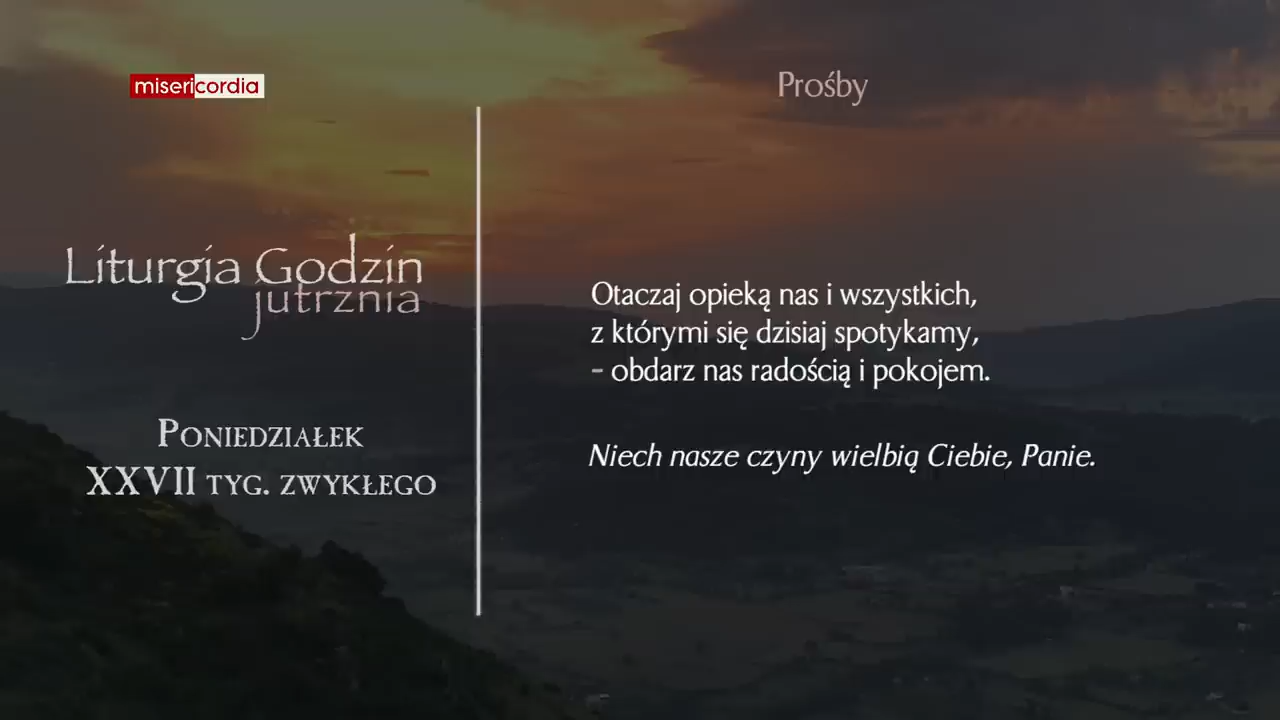 misericordia
Prośby
Liturgia Godzin
jutrznia
Poniedziałek
XXVII tyg. zwykłego
Otaczaj opieką nas i wszystkich,
z którymi się dzisiaj spotykamy,
- obdarz nas radością i pokojem.
Niech nasze czyny wielbią Ciebie, Panie.